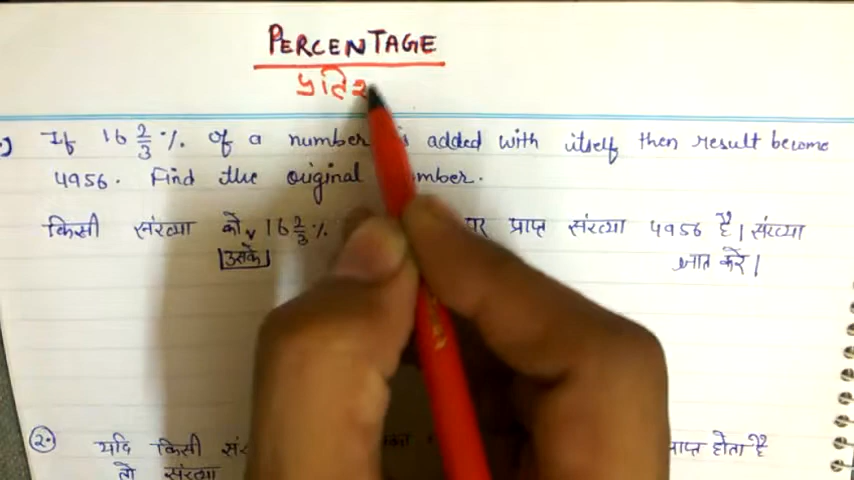 PERCENTAGE
If 16 2/3 % of a number is added with itself then result become
4956. Find the original number.
किसी संख्या को 16 2/3 % पर प्राप्त संख्या 4956 है | संख्या
उसके ज्ञात करें |
2. यदि किसी प्राप्त होता है
तो संख्या